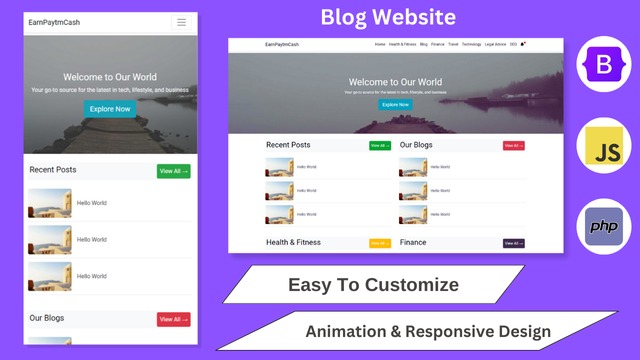 Blog Website
EarnPaytmCash
Welcome to Our World
Your go-to source for the latest in tech, lifestyle, and business
Explore Now
Recent Posts
View All →
Hello World
Hello World
Hello World
Our Blogs
View All →
EarnPaytmCash
Home Health & Fitness Blog Finance Travel Technology Legal Advice SEO
Welcome to Our World
Your go-to source for the latest in tech, lifestyle, and business
Explore Now
Recent Posts View All → Our Blogs View All →
Hello World Hello World
Hello World Hello World
Hello World Hello World
Health & Fitness View All → Finance View All →
B
JS
php
Easy To Customize
Animation & Responsive Design